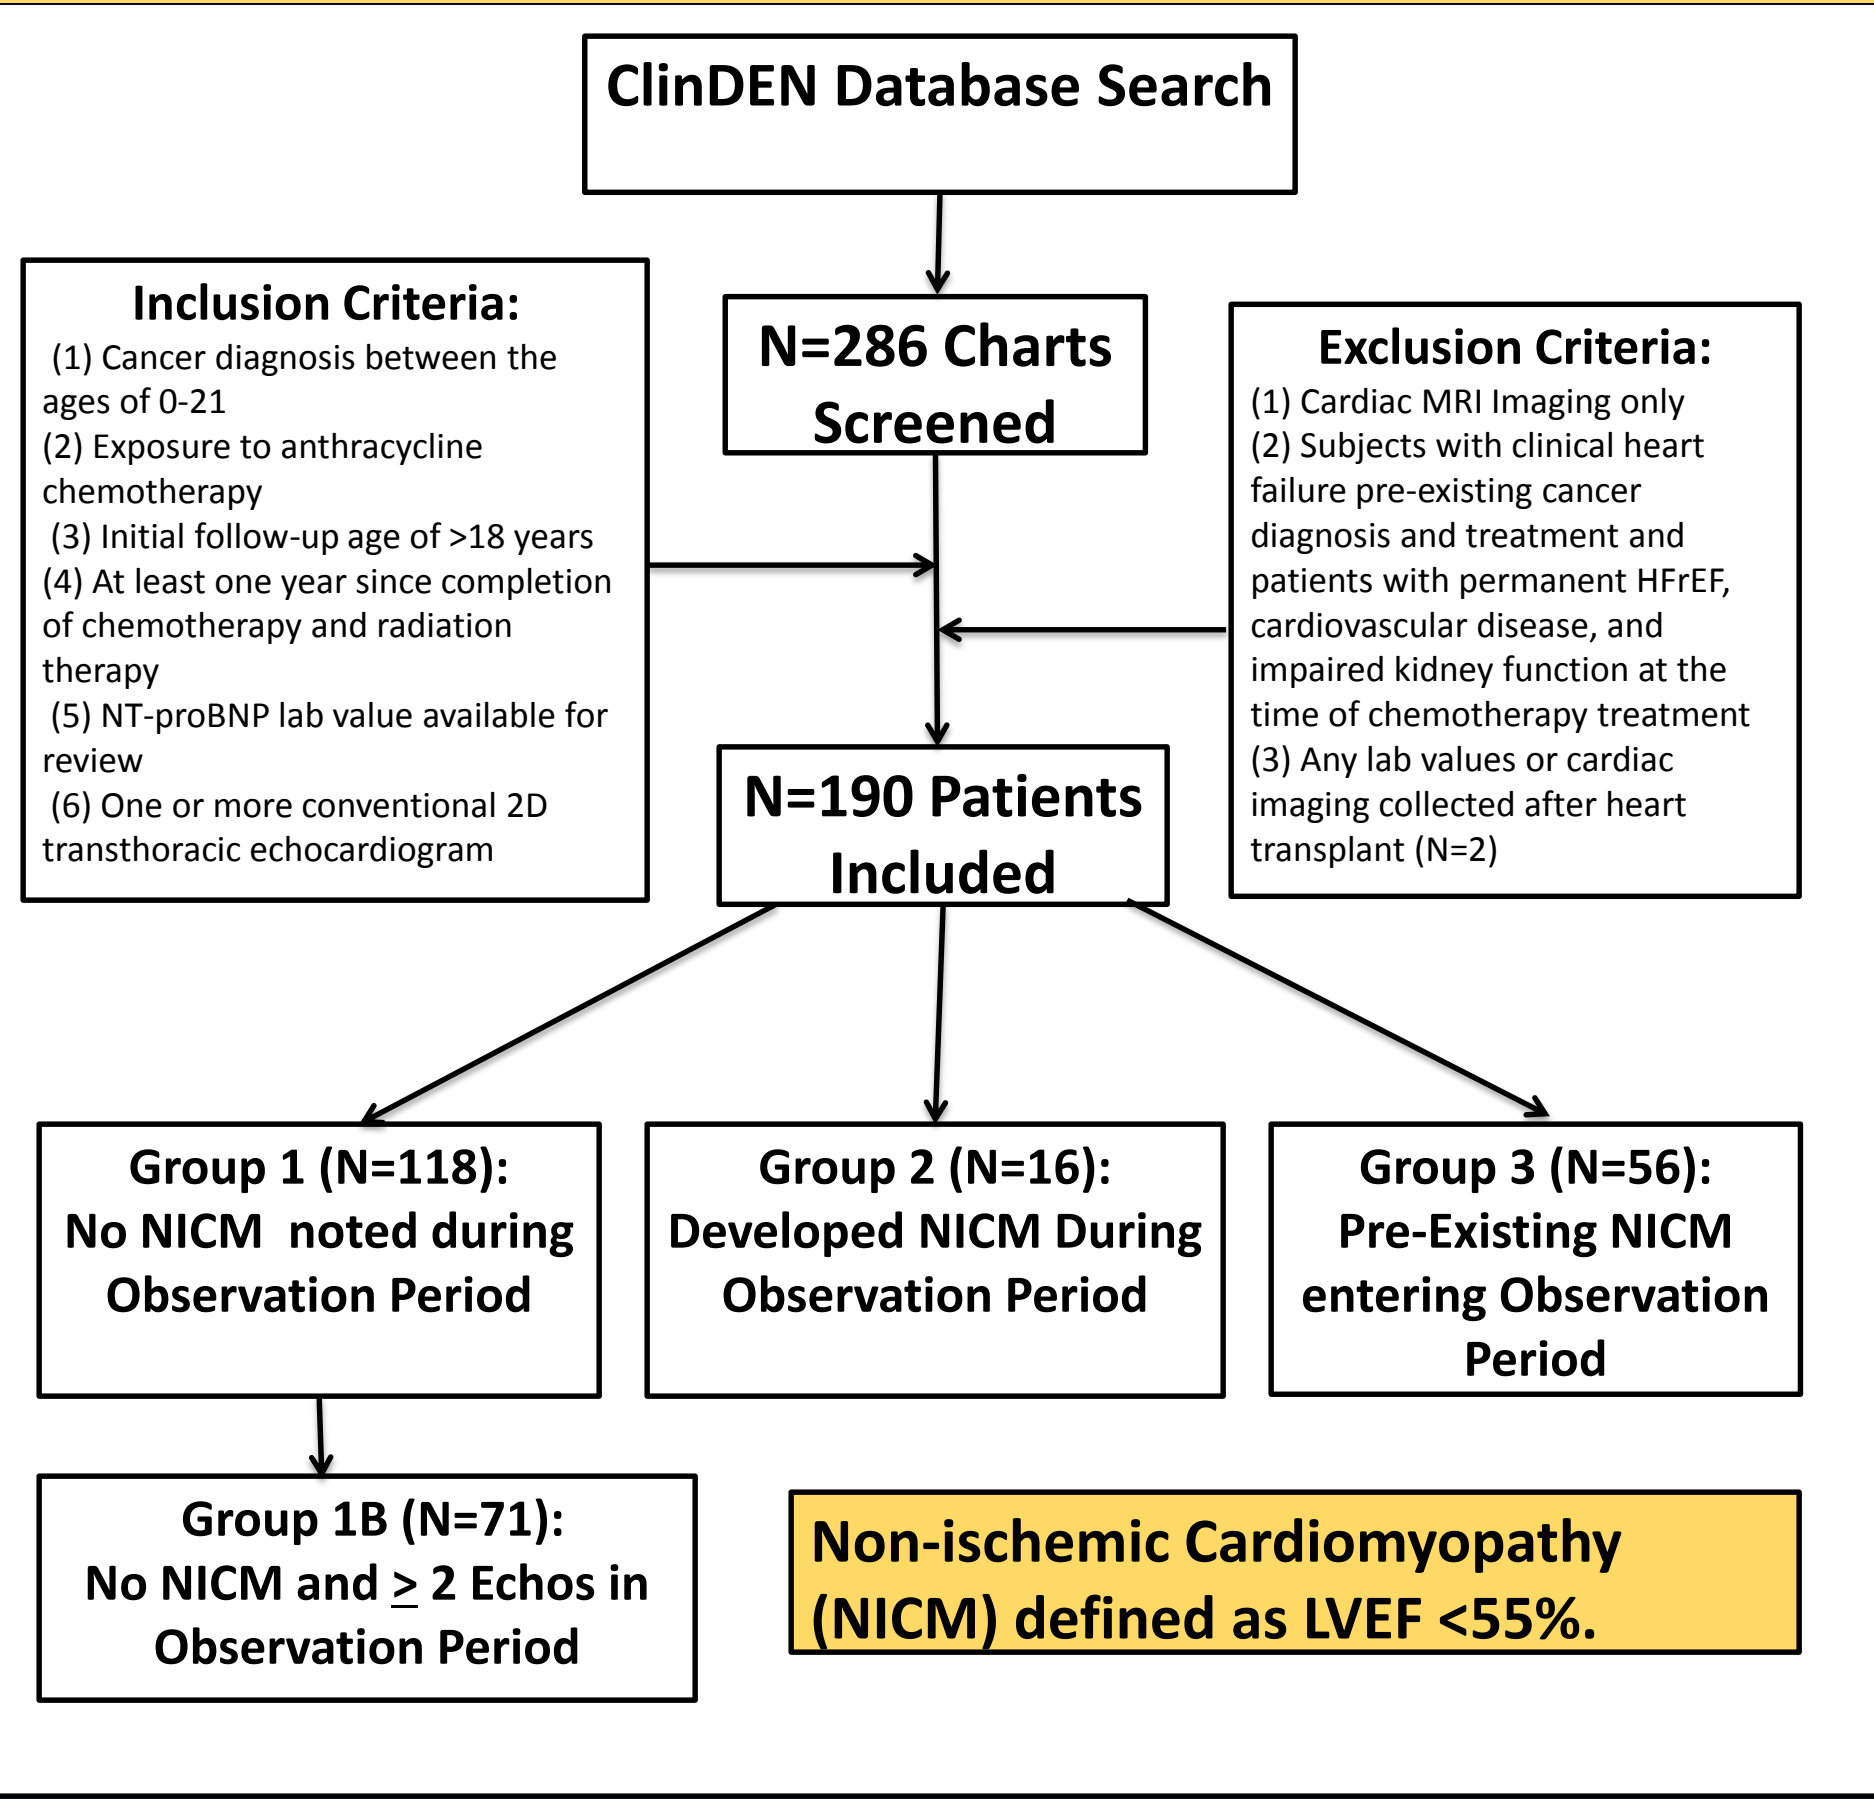 ClinDEN Database Search
N=286 Charts
Screened
Inclusion Criteria:
(1) Cancer diagnosis between the
ages of 0-21
(2) Exposure to anthracycline
chemotherapy
(3) Initial follow-up age of >18 years
(4) At least one year since completion
of chemotherapy and radiation
therapy
(5) NT-proBNP lab value available for
review
(6) One or more conventional 2D
transthoracic echocardiogram
Exclusion Criteria:
(1) Cardiac MRI Imaging only
(2) Subjects with clinical heart
failure pre-existing cancer
diagnosis and treatment and
patients with permanent HFrEF,
cardiovascular disease, and
impaired kidney function at the
time of chemotherapy treatment
(3) Any lab values or cardiac
imaging collected after heart
transplant (N=2)
N=190 Patients
Included
Group 1 (N=118):
No NICM noted during
Observation Period
Group 2 (N=16):
Developed NICM During
Observation Period
Group 3 (N=56):
Pre-Existing NICM
entering Observation
Period
Group 1B (N=71):
No NICM and ≥ 2 Echos in
Observation Period
Non-ischemic Cardiomyopathy
(NICM) defined as LVEF <55%.